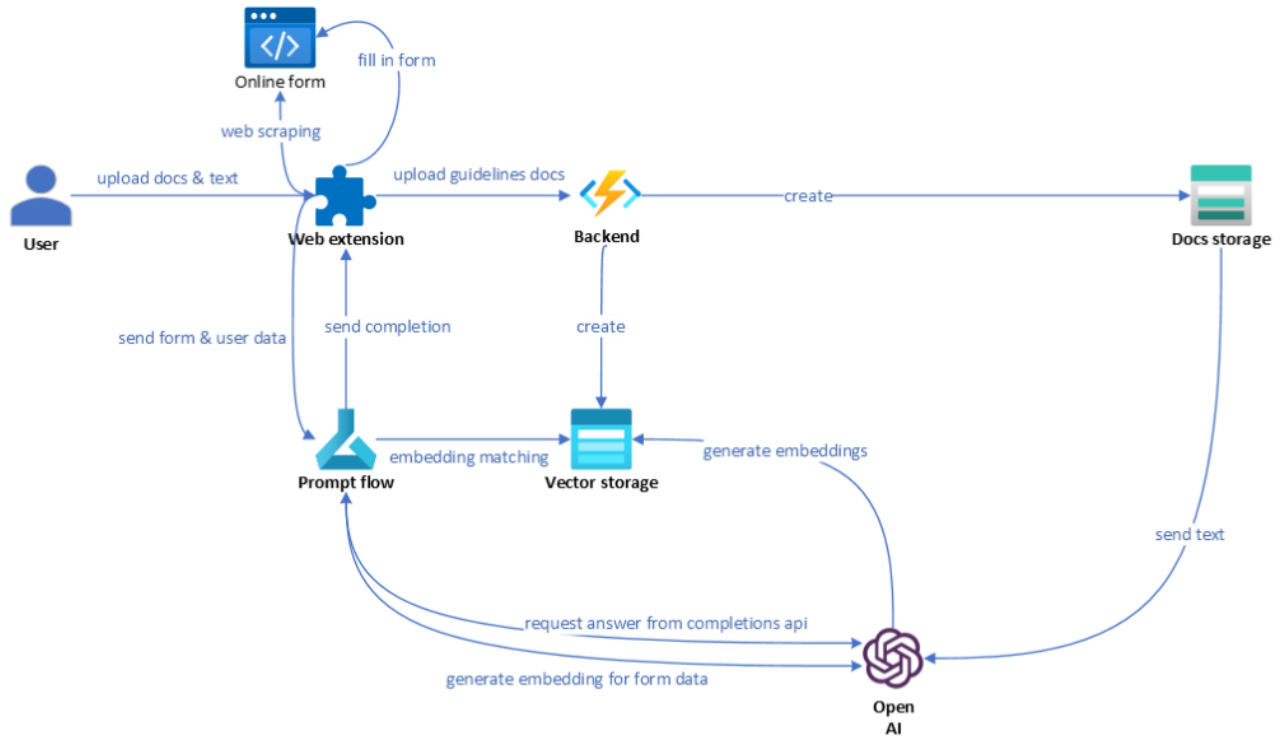 </>
fill in form
Online form
web scraping
upload docs & text
upload guidelines docs
create
User
Web extension
Backend
Docs storage
send form & user data
send completion
create
embedding matching
generate embeddings
Prompt flow
Vector storage
send text
request answer from completions api
generate embedding for form data
Open
AI